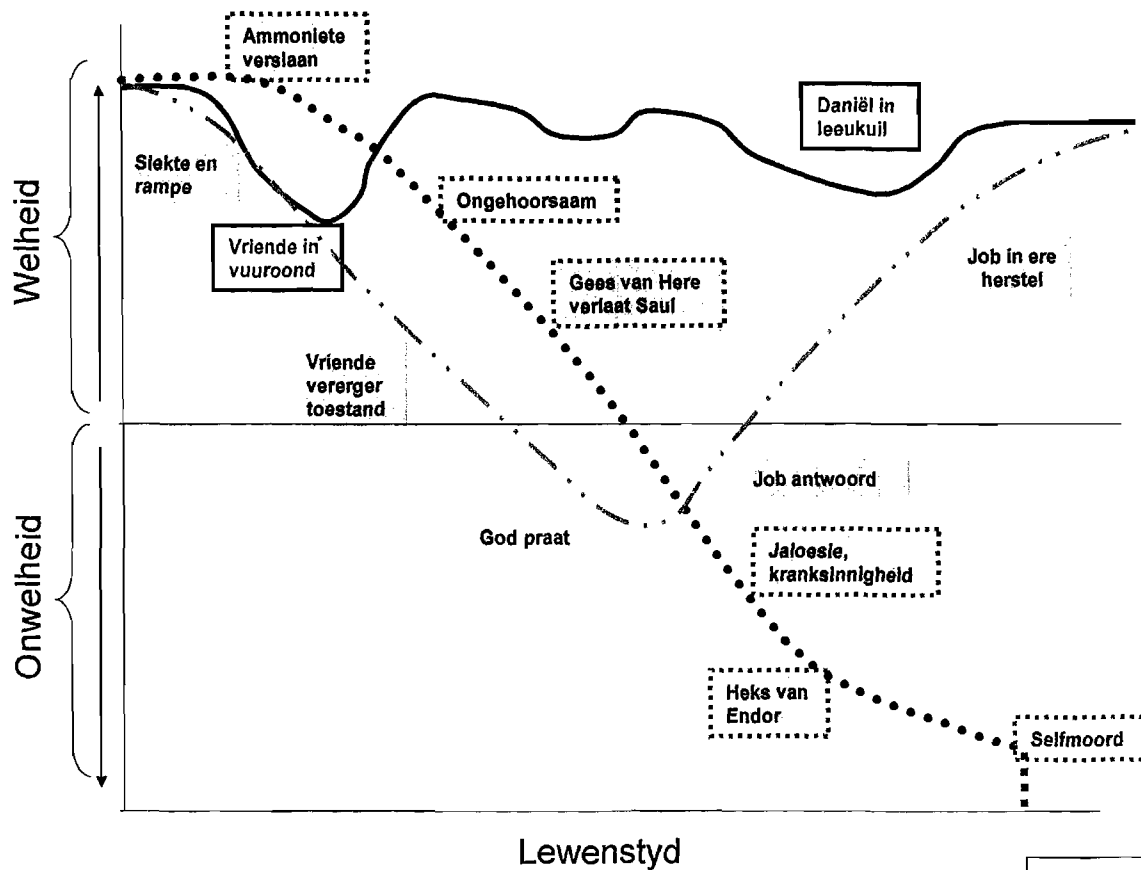 Ammoniete
verslaan
Daniël in
leeukuil
Siekte en
rampe
Ongehoorsaam
Vriende in
vuuroond
Job in ere
herstel
Gees van Here
verlaat Saul
Welheid
Vriende
vererger
toestand
Job antwoord
God praat
Jaloesie,
kranksinnigheid
Onwelheid
Heks van
Endor
Selfmoord
Lewenstyd